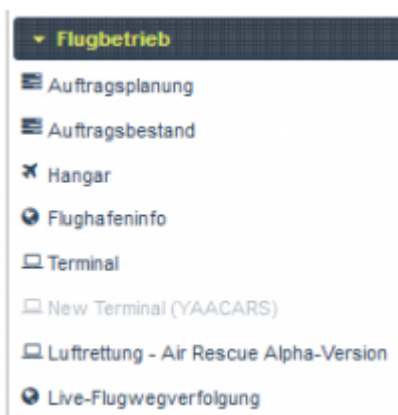 Flugbetrieb
Auftragsplanung
Auftragsbestand
Hangar
Flughafeninfo
Terminal
New Terminal (YAACARS)
Luftrettung - Air Rescue Alpha-Version
Live-Flugwegverfolgung